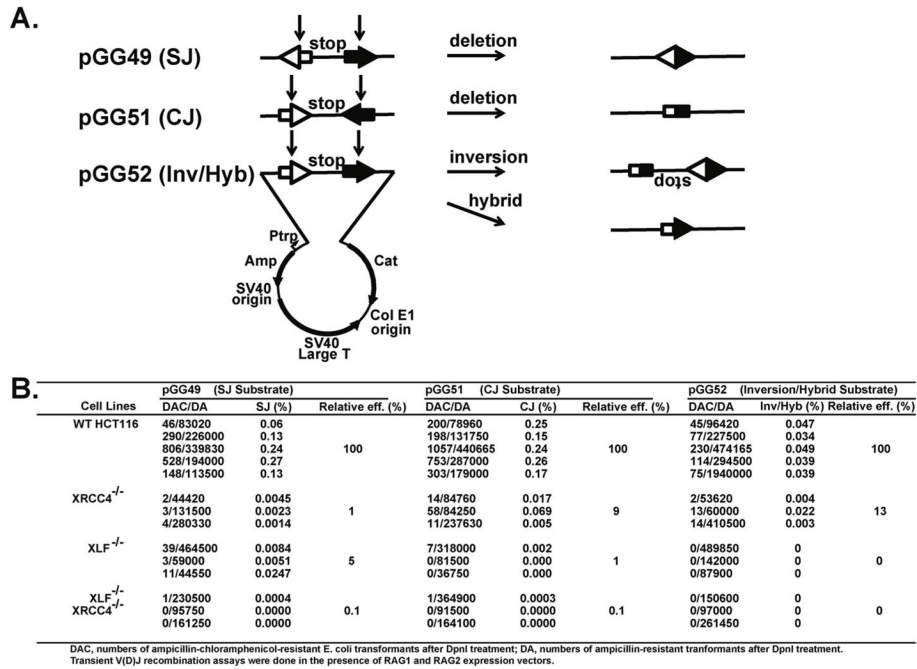 A.
pGG49 (SJ) stop deletion
pGG51 (CJ) stop deletion
pGG52 (Inv/Hyb) stop inversion stop
hybrid
Ptrp
Amp Cat
SV40 origin
Col E1 origin
SV40 Large T
B.
pGG49 (SJ Substrate) pGG51 (CJ Substrate) pGG52 (Inversion/Hybrid Substrate)
Cell Lines DAC/DA SJ (%) Relative eff. (%) DAC/DA CJ (%) Relative eff. (%) DAC/DA Inv/Hyb (%) Relative eff. (%)
WT HCT116 46/83020 0.06 200/78960 0.25 45/96420 0.047
290/226000 0.13 198/131750 0.15 77/227500 0.034
806/339830 0.24 100 1057/440665 0.24 100 230/474165 0.049 100
528/194000 0.27 753/287000 0.26 114/294500 0.039
148/113500 0.13 303/179000 0.17 75/1940000 0.039
XRCC4-/- 2/44420 0.0045 14/84760 0.017 2/53620 0.004
3/131500 0.0023 1 58/84250 0.069 9 13/60000 0.022 13
4/280330 0.0014 11/237630 0.005 14/410500 0.003
XLF-/- 39/464500 0.0084 7/318000 0.002 0/489850 0
3/59000 0.0051 5 0/81500 0.000 1 0/142000 0 0
11/44550 0.0247 0/36750 0.000 0/87900 0
XLF-/- 1/230500 0.0004 1/364900 0.0003 0/150600 0
XRCC4-/- 0/95750 0.0000 0.1 0/91500 0.0000 0.1 0/97000 0 0
0/161250 0.0000 0/164100 0.0000 0/261450 0
DAC, numbers of ampicillin-chloramphenicol-resistant E. coli transformants after DpnI treatment; DA, numbers of ampicillin-resistant tranformants after DpnI treatment.
Transient V(D)J recombination assays were done in the presence of RAG1 and RAG2 expression vectors.